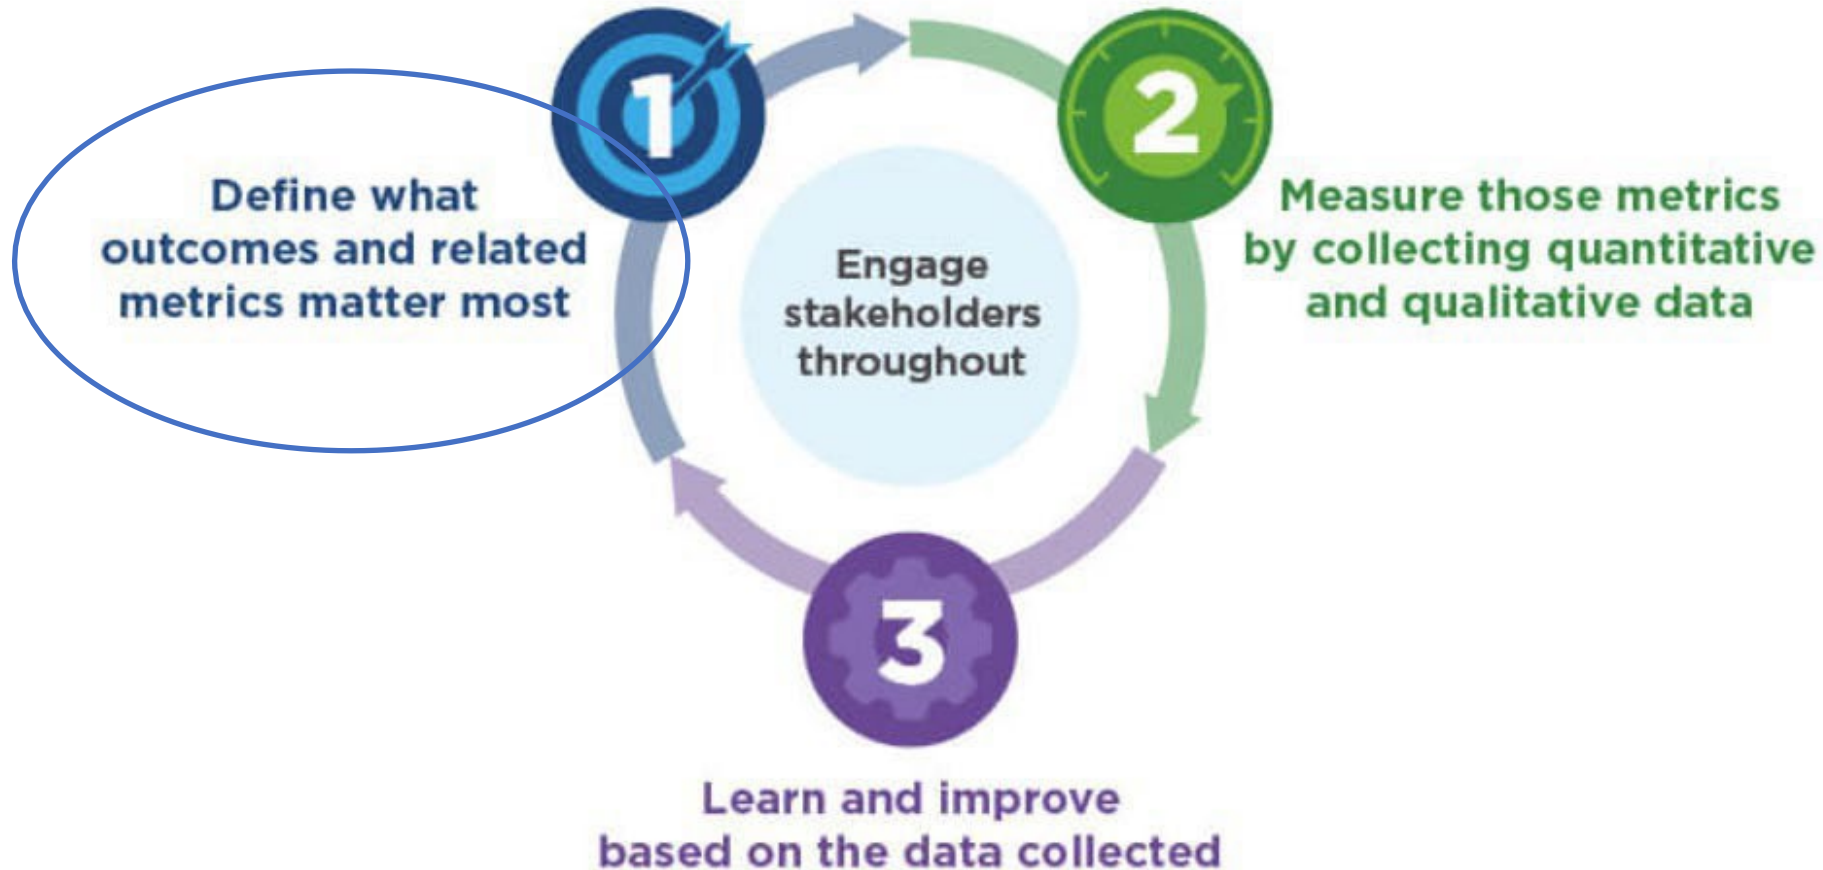 1
Define what
outcomes and related
metrics matter most
2
Measure those metrics
by collecting quantitative
and qualitative data
Engage
stakeholders
throughout
3
Learn and improve
based on the data collected